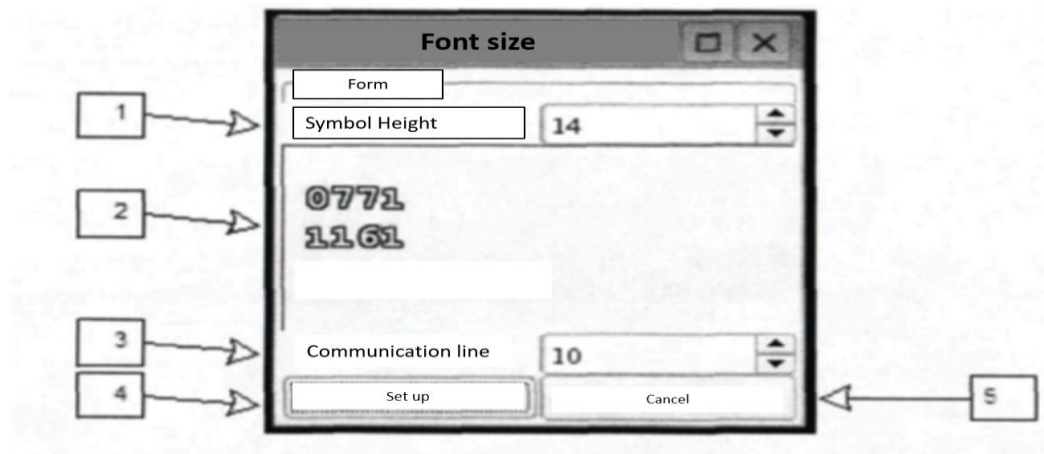 Font size
Form
1
Symbol Height
14
2
0771
1161
3
Communication line
10
4
Set up
Cancel
5